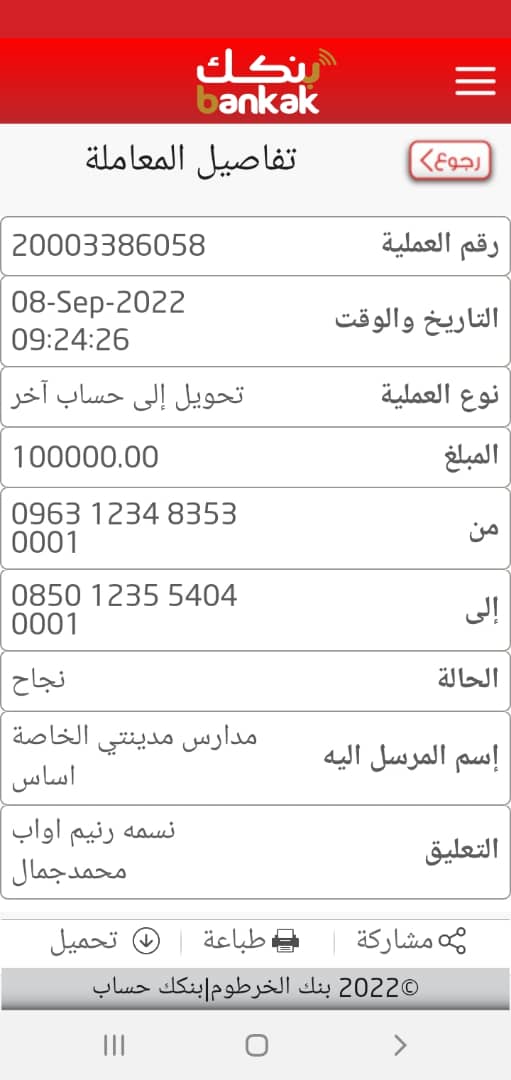 بنكك
bankak
رجوع
تفاصيل المعاملة
رقم العملية 20003386058
التاريخ والوقت 08-Sep-2022
09:24:26
نوع العملية تحويل إلى حساب آخر
المبلغ 100000.00
من 0963 1234 8353
0001
إلى 0850 1235 5404
0001
الحالة نجاح
إسم المرسل اليه مدارس مدينتي الخاصة
اساس
التعليق نسمه رنيم اواب
محمدجمال
مشاركة | طباعة | تحميل
©2022 بنك الخرطوم|بنكك حساب